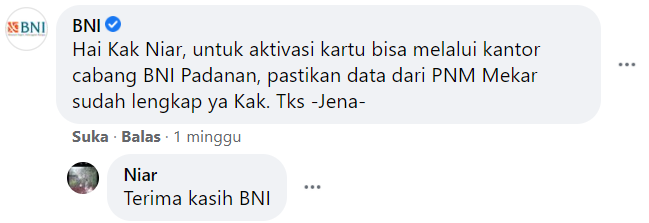 BNI
BNI
Hai Kak Niar, untuk aktivasi kartu bisa melalui kantor
cabang BNI Padanan, pastikan data dari PNM Mekar
sudah lengkap ya Kak. Tks -Jena-
Suka · Balas · 1 minggu
Niar
Terima kasih BNI